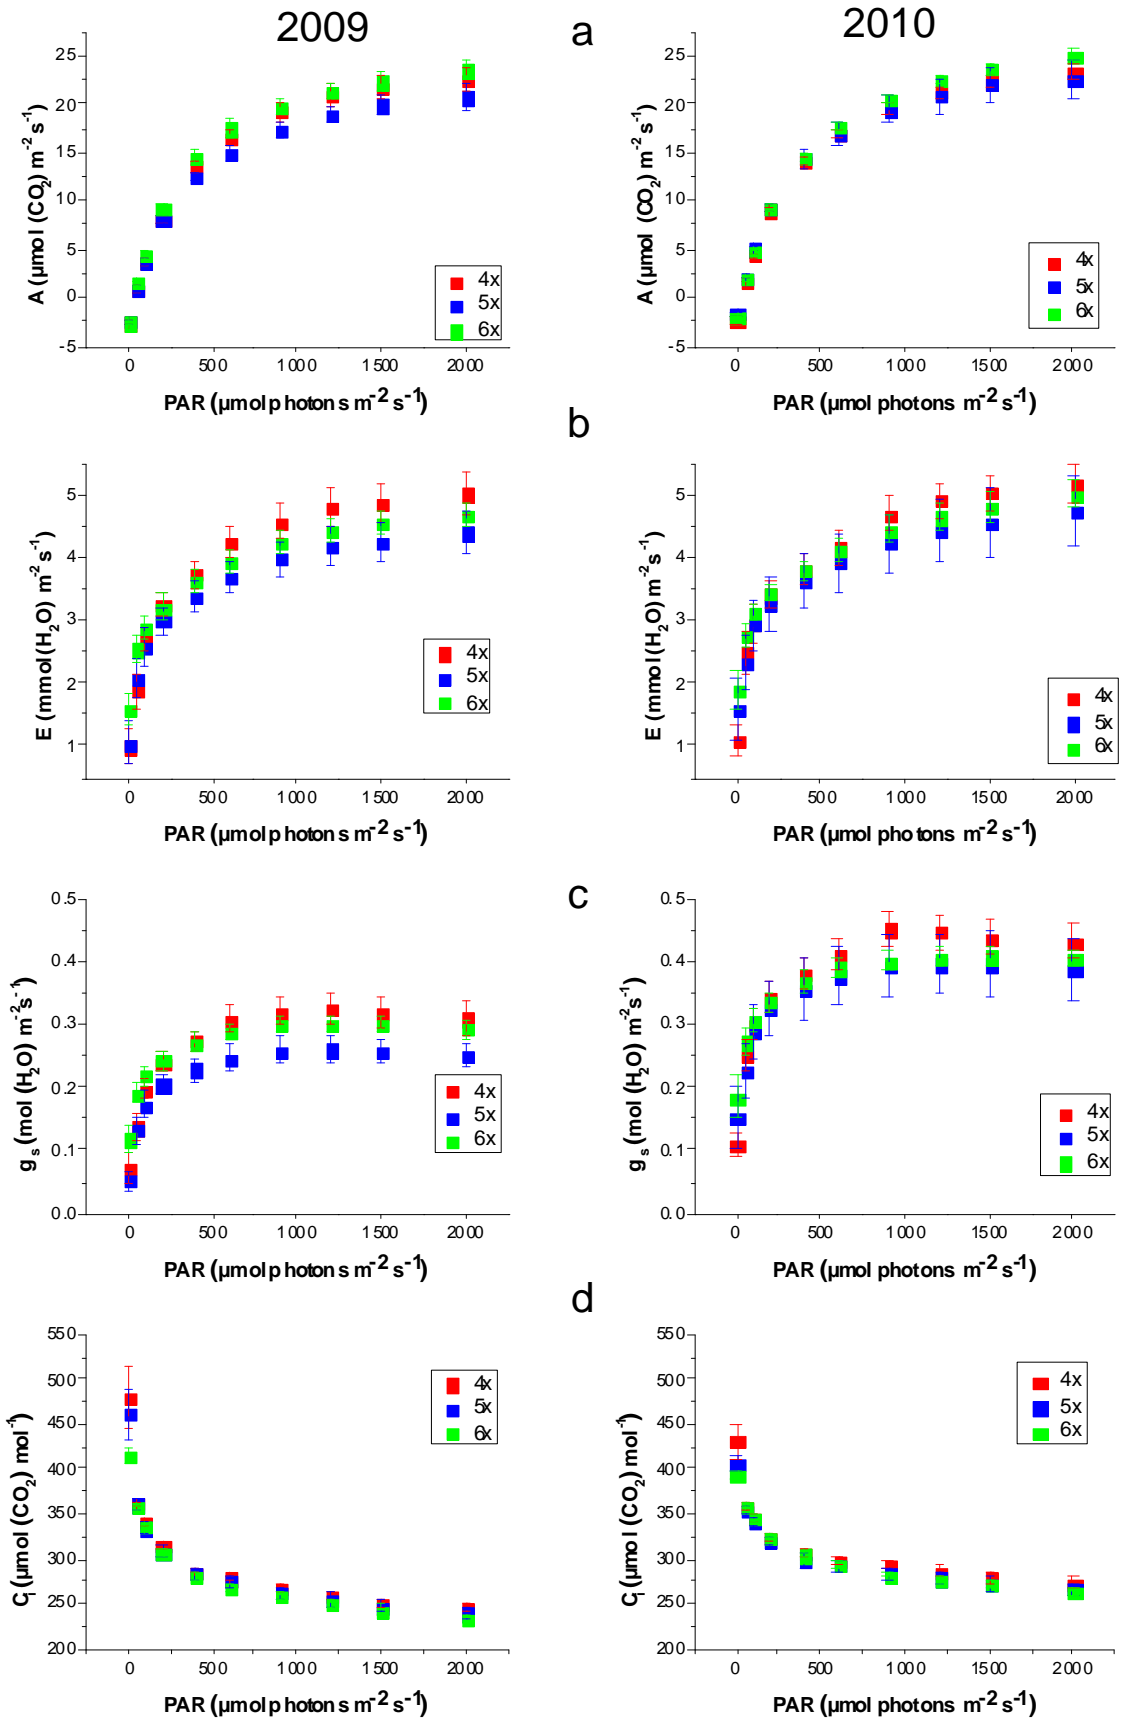 2009
a
2010
25
20
15
10
5
0
-5
A (µmol (CO2) m-2 s-1)
4x
5x
6x
0 500 1000 1500 2000
PAR (µmol photons m-2 s-1)
25
20
15
10
5
0
-5
A (µmol (CO2) m-2 s-1)
4x
5x
6x
0 500 1000 1500 2000
PAR (µmol photons m-2 s-1)
b
5
4
3
2
1
E (mmol (H2O) m-2 s-1)
4x
5x
6x
0 500 1000 1500 2000
PAR (µmol photons m-2 s-1)
5
4
3
2
1
E (mmol (H2O) m-2 s-1)
4x
5x
6x
0 500 1000 1500 2000
PAR (µmol photons m-2 s-1)
c
0.5
0.4
0.3
0.2
0.1
0.0
gs (mol (H2O) m-2 s-1)
4x
5x
6x
0 500 1000 1500 2000
PAR (µmol photons m-2 s-1)
0.5
0.4
0.3
0.2
0.1
0.0
gs (mol (H2O) m-2 s-1)
4x
5x
6x
0 500 1000 1500 2000
PAR (µmol photons m-2 s-1)
d
550
500
450
400
350
300
250
200
Ci (µmol (CO2) mol-1)
4x
5x
6x
0 500 1000 1500 2000
PAR (µmol photons m-2 s-1)
550
500
450
400
350
300
250
200
Ci (µmol (CO2) mol-1)
4x
5x
6x
0 500 1000 1500 2000
PAR (µmol photons m-2 s-1)